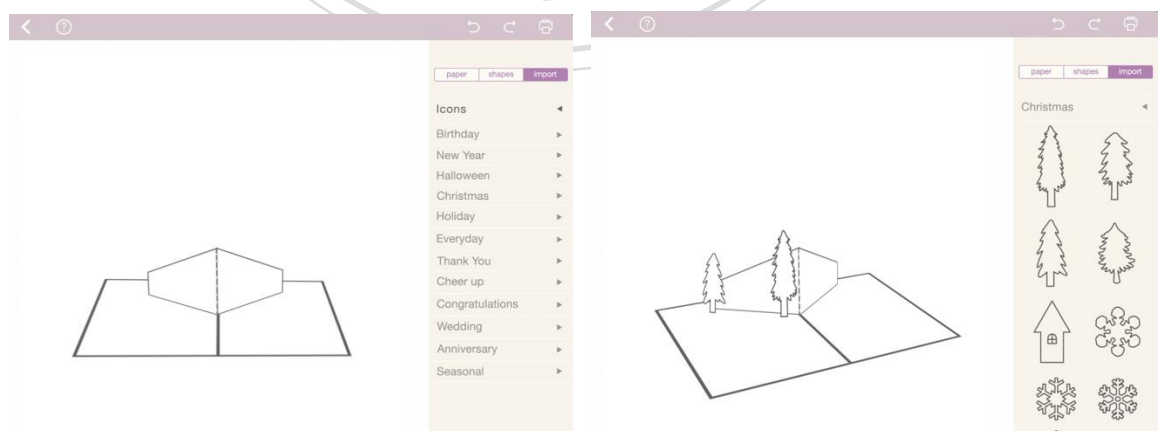 ?
paper shapes import
Icons
Birthday
New Year
Halloween
Christmas
Holiday
Everyday
Thank You
Cheer up
Congratulations
Wedding
Anniversary
Seasonal
?
paper shapes import
Christmas